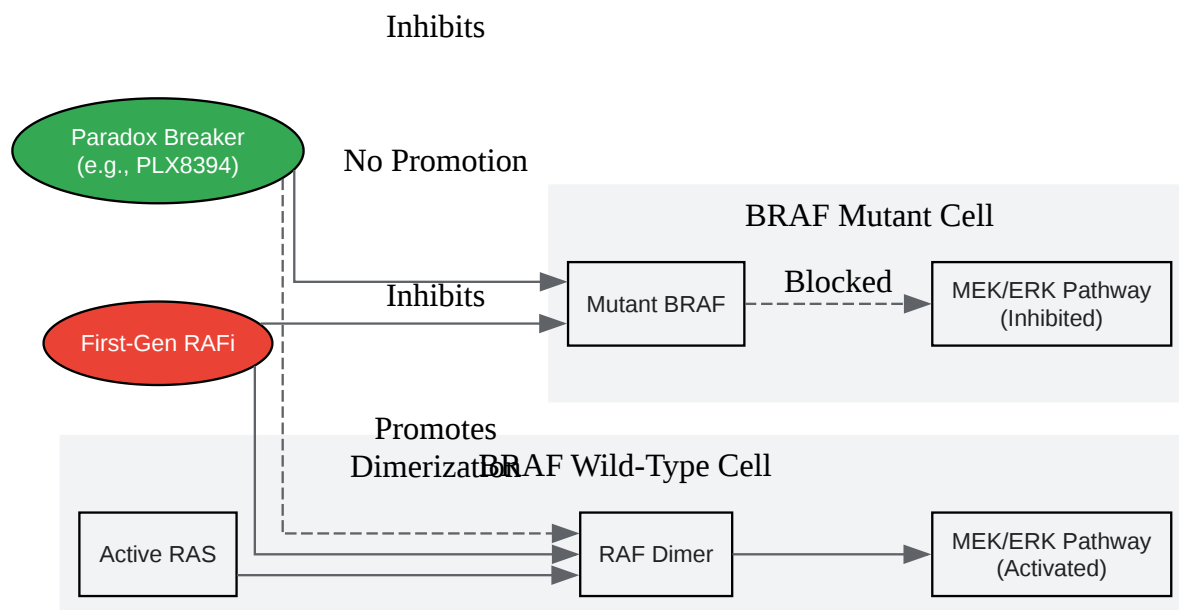 Inhibits
Paradox Breaker
(e.g., PLX8394)
No Promotion
BRAF Mutant Cell
Inhibits
Mutant BRAF
Blocked
MEK/ERK Pathway
(Inhibited)
First-Gen RAFi
Promotes
Dimerization
BRAF Wild-Type Cell
Active RAS
RAF Dimer
MEK/ERK Pathway
(Activated)